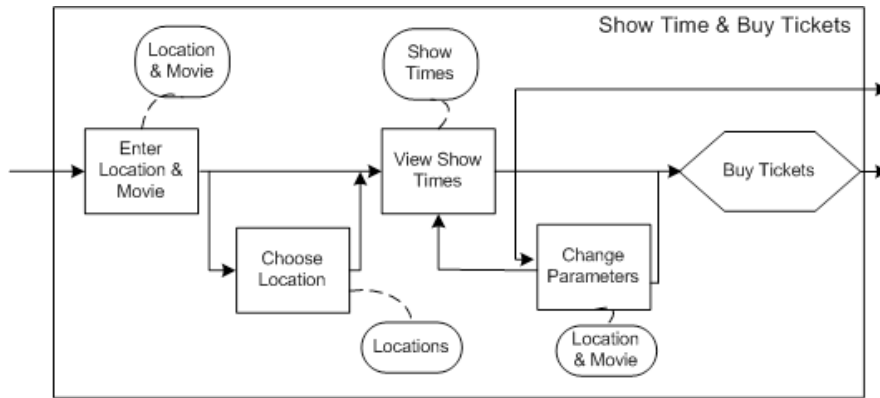 Show Time & Buy Tickets
Location
& Movie
Show
Times
Enter
Location &
Movie
View Show
Times
Buy Tickets
Choose
Location
Change
Parameters
Locations
Location
& Movie